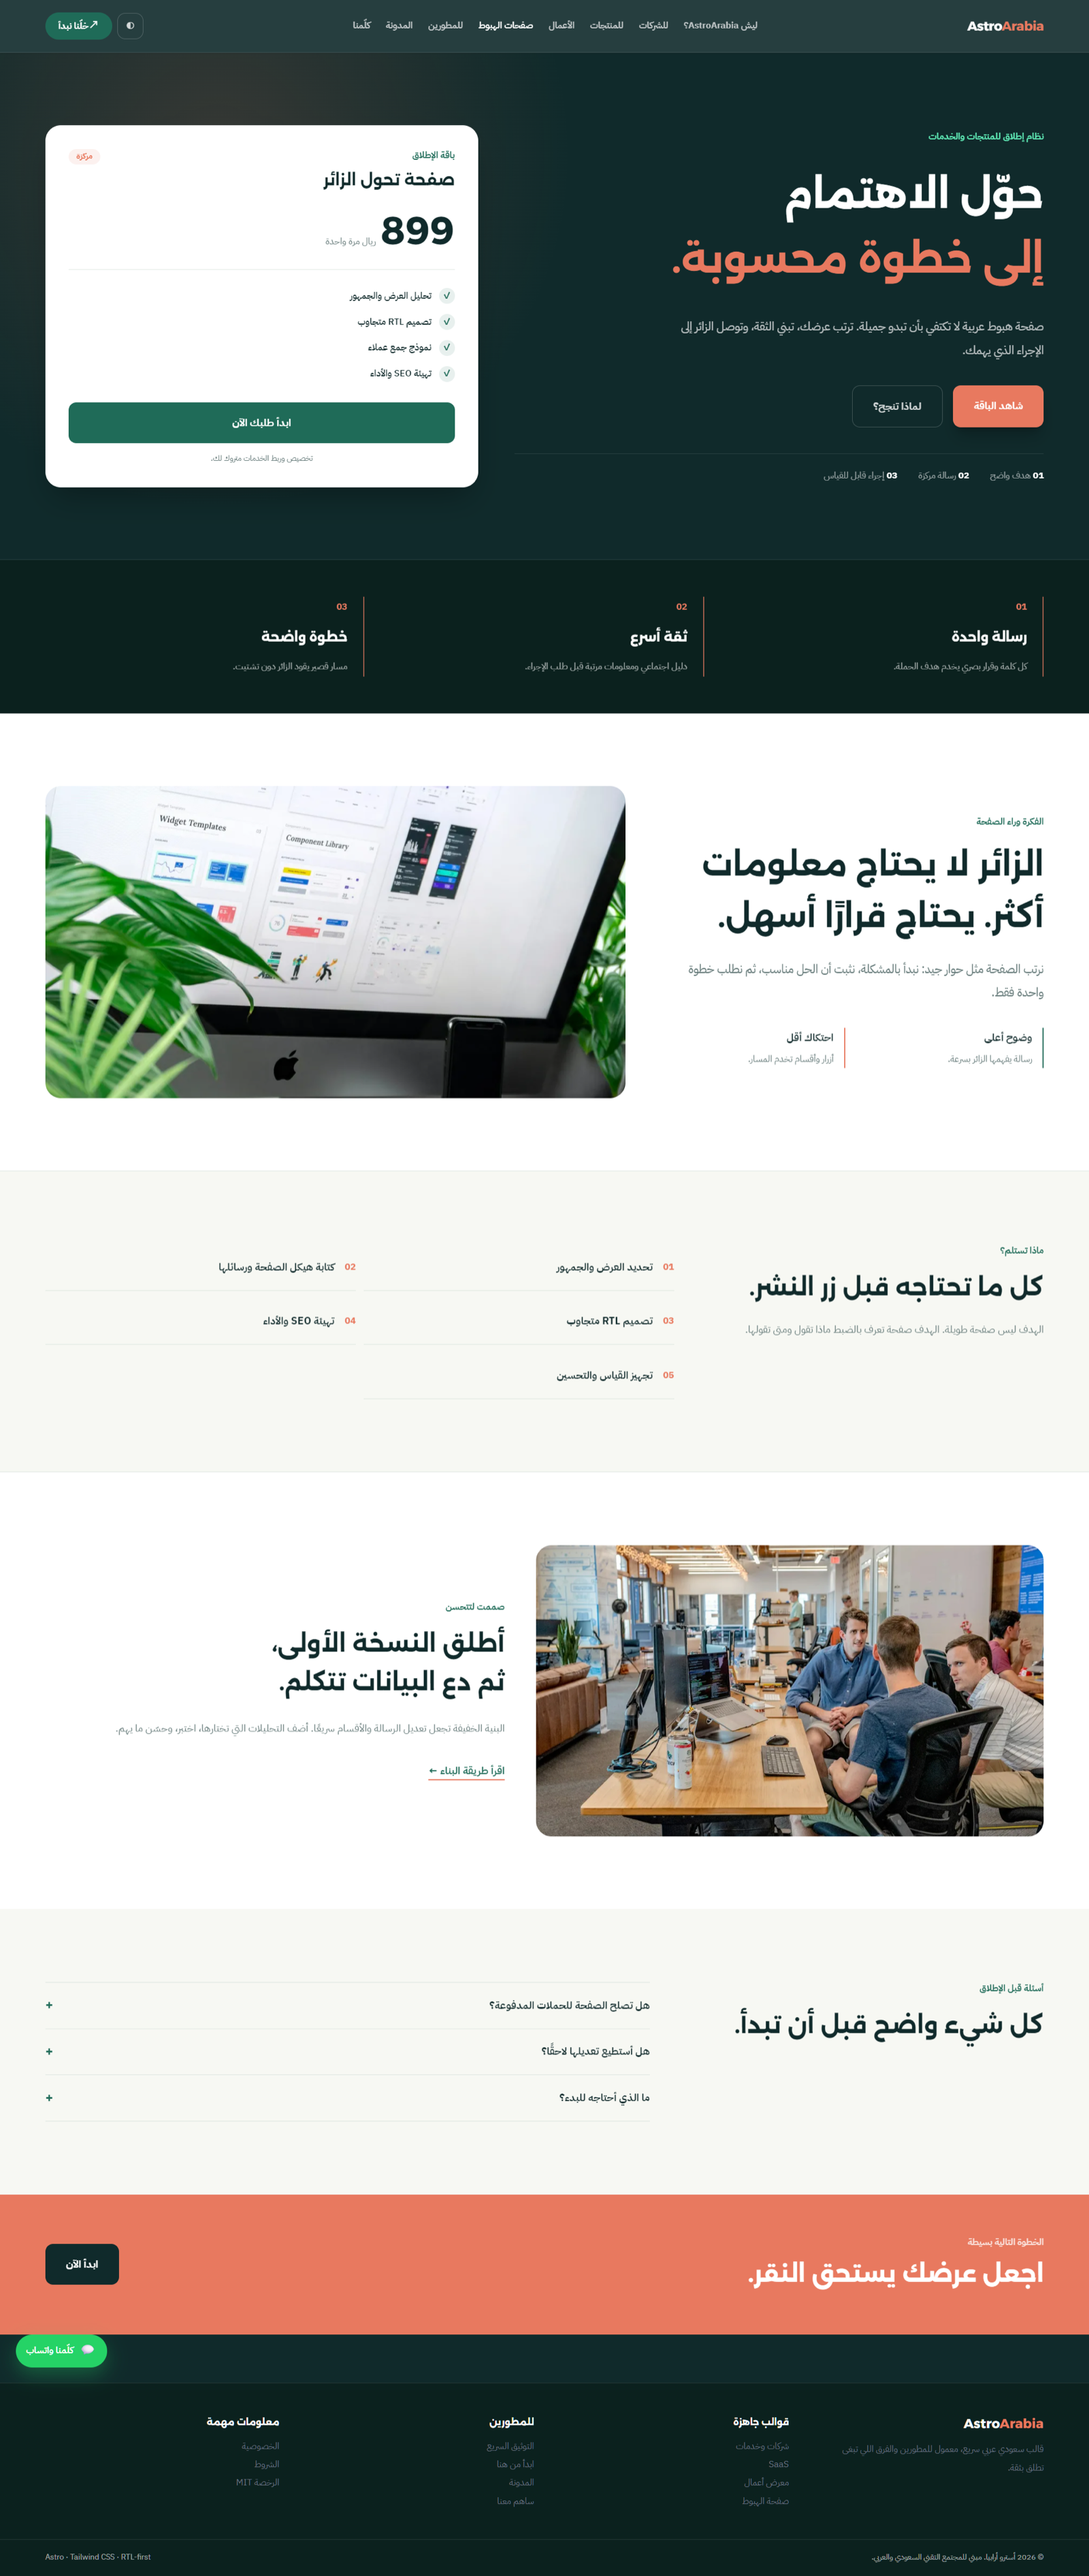 AstroArabia
ليش AstroArabia؟
للشركات
للمنتجات
الأعمال
صفحات الهبوط
للمطورين
المدونة
كلّمنا
خلّنا نبدأ ↗
نظام إطلاق للمنتجات والخدمات
حوّل الاهتمام
إلى خطوة محسوبة.
صفحة هبوط عربية لا تكتفي بأن تبدو جميلة. ترتب عرضك، تبني الثقة، وتوصل الزائر إلى
الإجراء الذي يهمك.
شاهد الباقة
لماذا تنجح؟
01 هدف واضح
02 رسالة مركزة
03 إجراء قابل للقياس
باقة الإطلاق
مركزة
صفحة تحول الزائر
899 ريال مرة واحدة
✓ تحليل العرض والجمهور
✓ تصميم RTL متجاوب
✓ نموذج جمع عملاء
✓ تهيئة SEO والأداء
ابدأ طلبك الآن
تخصيص وربط الخدمات متروك لك.
01
رسالة واحدة
كل كلمة وقرار بصري يخدم هدف الحملة.
02
ثقة أسرع
دليل اجتماعي ومعلومات مرتبة قبل طلب الإجراء.
03
خطوة واضحة
مسار قصير يقود الزائر دون تشتيت.
الفكرة وراء الصفحة
الزائر لا يحتاج معلومات
أكثر. يحتاج قرارًا أسهل.
نرتب الصفحة مثل حوار جيد: نبدأ بالمشكلة، نثبت أن الحل مناسب، ثم نطلب خطوة
واحدة فقط.
وضوح أعلى
رسالة يفهمها الزائر بسرعة.
احتكاك أقل
أزرار وأقسام تخدم المسار.
Widget Templates
Component Library
ماذا تستلم؟
كل ما تحتاجه قبل زر النشر.
الهدف ليس صفحة طويلة. الهدف صفحة تعرف بالضبط ماذا تقول ومتى تقولها.
01 تحديد العرض والجمهور
02 كتابة هيكل الصفحة ورسائلها
03 تصميم RTL متجاوب
04 تهيئة SEO والأداء
05 تجهيز القياس والتحسين
صممت لتتحسن
أطلق النسخة الأولى،
ثم دع البيانات تتكلم.
البنية الخفيفة تجعل تعديل الرسالة والأقسام سريعًا. أضف التحليلات التي تختارها، اختبر، وحسّن ما يهم.
اقرأ طريقة البناء ←
أسئلة قبل الإطلاق
كل شيء واضح قبل أن تبدأ.
هل تصلح الصفحة للحملات المدفوعة؟ +
هل أستطيع تعديلها لاحقًا؟ +
ما الذي أحتاجه للبدء؟ +
الخطوة التالية بسيطة
اجعل عرضك يستحق النقر.
ابدأ الآن
كلّمنا واتساب
AstroArabia
قالب سعودي عربي سريع، معمول للمطورين والفرق اللي تبغى
تطلق بثقة.
قوالب جاهزة
شركات وخدمات
SaaS
معرض أعمال
صفحة الهبوط
للمطورين
التوثيق السريع
ابدأ من هنا
المدونة
ساهم معنا
معلومات مهمة
الخصوصية
الشروط
الرخصة MIT
© 2026 أسترو أرابيا. مبني للمجتمع التقني السعودي والعربي.
Astro · Tailwind CSS · RTL-first